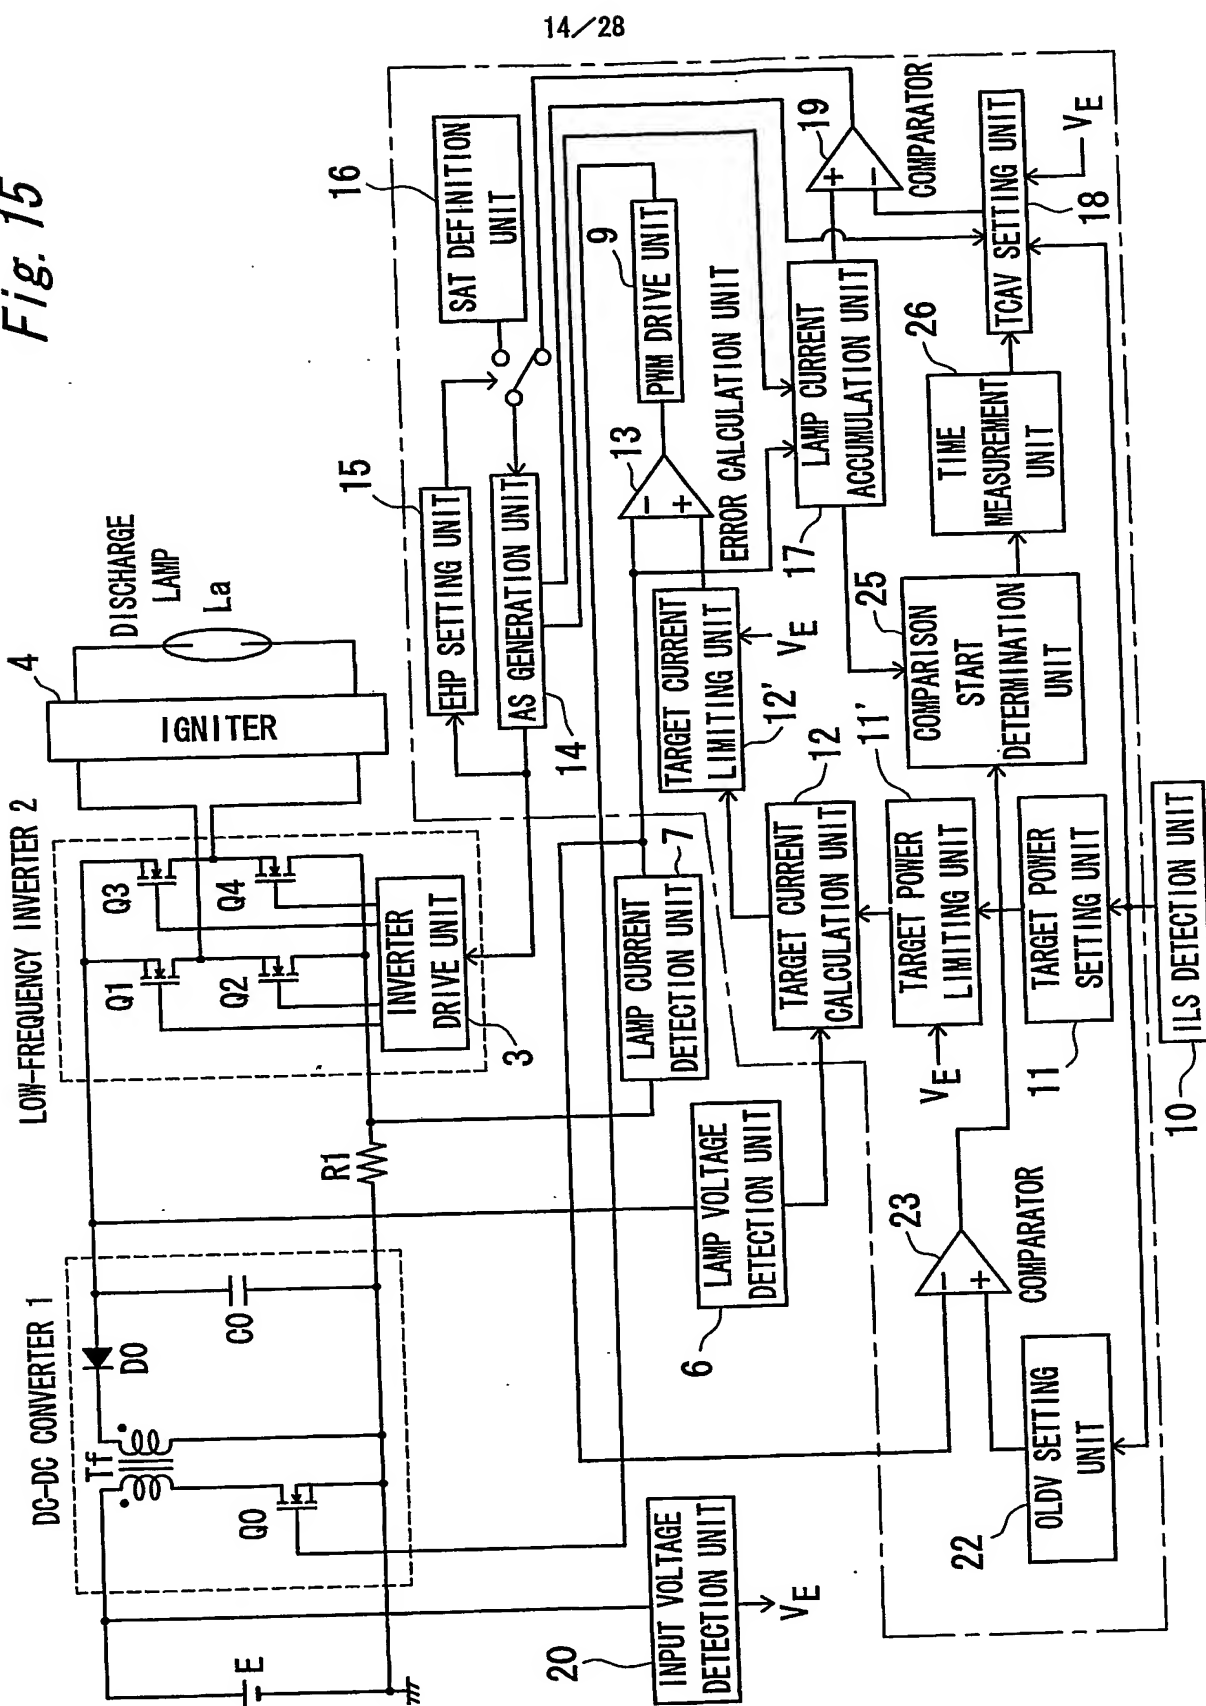 14/28
Fig. 15
DC-DC CONVERTER 1
LOW-FREQUENCY INVERTER 2
DISCHARGE
LAMP
La
4
IGNITER
E
Tf
D0
C0
Q0
R1
Q1
Q2
Q3
Q4
INVERTER
DRIVE UNIT
3
15
EHP SETTING UNIT
AS GENERATION UNIT
14
16
SAT DEFINITION
UNIT
20
INPUT VOLTAGE
DETECTION UNIT
VE
6
LAMP VOLTAGE
DETECTION UNIT
LAMP CURRENT
DETECTION UNIT
7
TARGET CURRENT
LIMITING UNIT
12'
VE
13
-
+
ERROR CALCULATION UNIT
9
PWM DRIVE UNIT
TARGET CURRENT
CALCULATION UNIT
12
17
LAMP CURRENT
ACCUMULATION UNIT
19
+
-
COMPARATOR
TARGET POWER
LIMITING UNIT
11'
VE
25
COMPARISON
START
DETERMINATION
UNIT
26
TIME
MEASUREMENT
UNIT
TCAV SETTING UNIT
18
VE
23
-
+
COMPARATOR
TARGET POWER
SETTING UNIT
11
22
OLDV SETTING
UNIT
10
ILS DETECTION UNIT